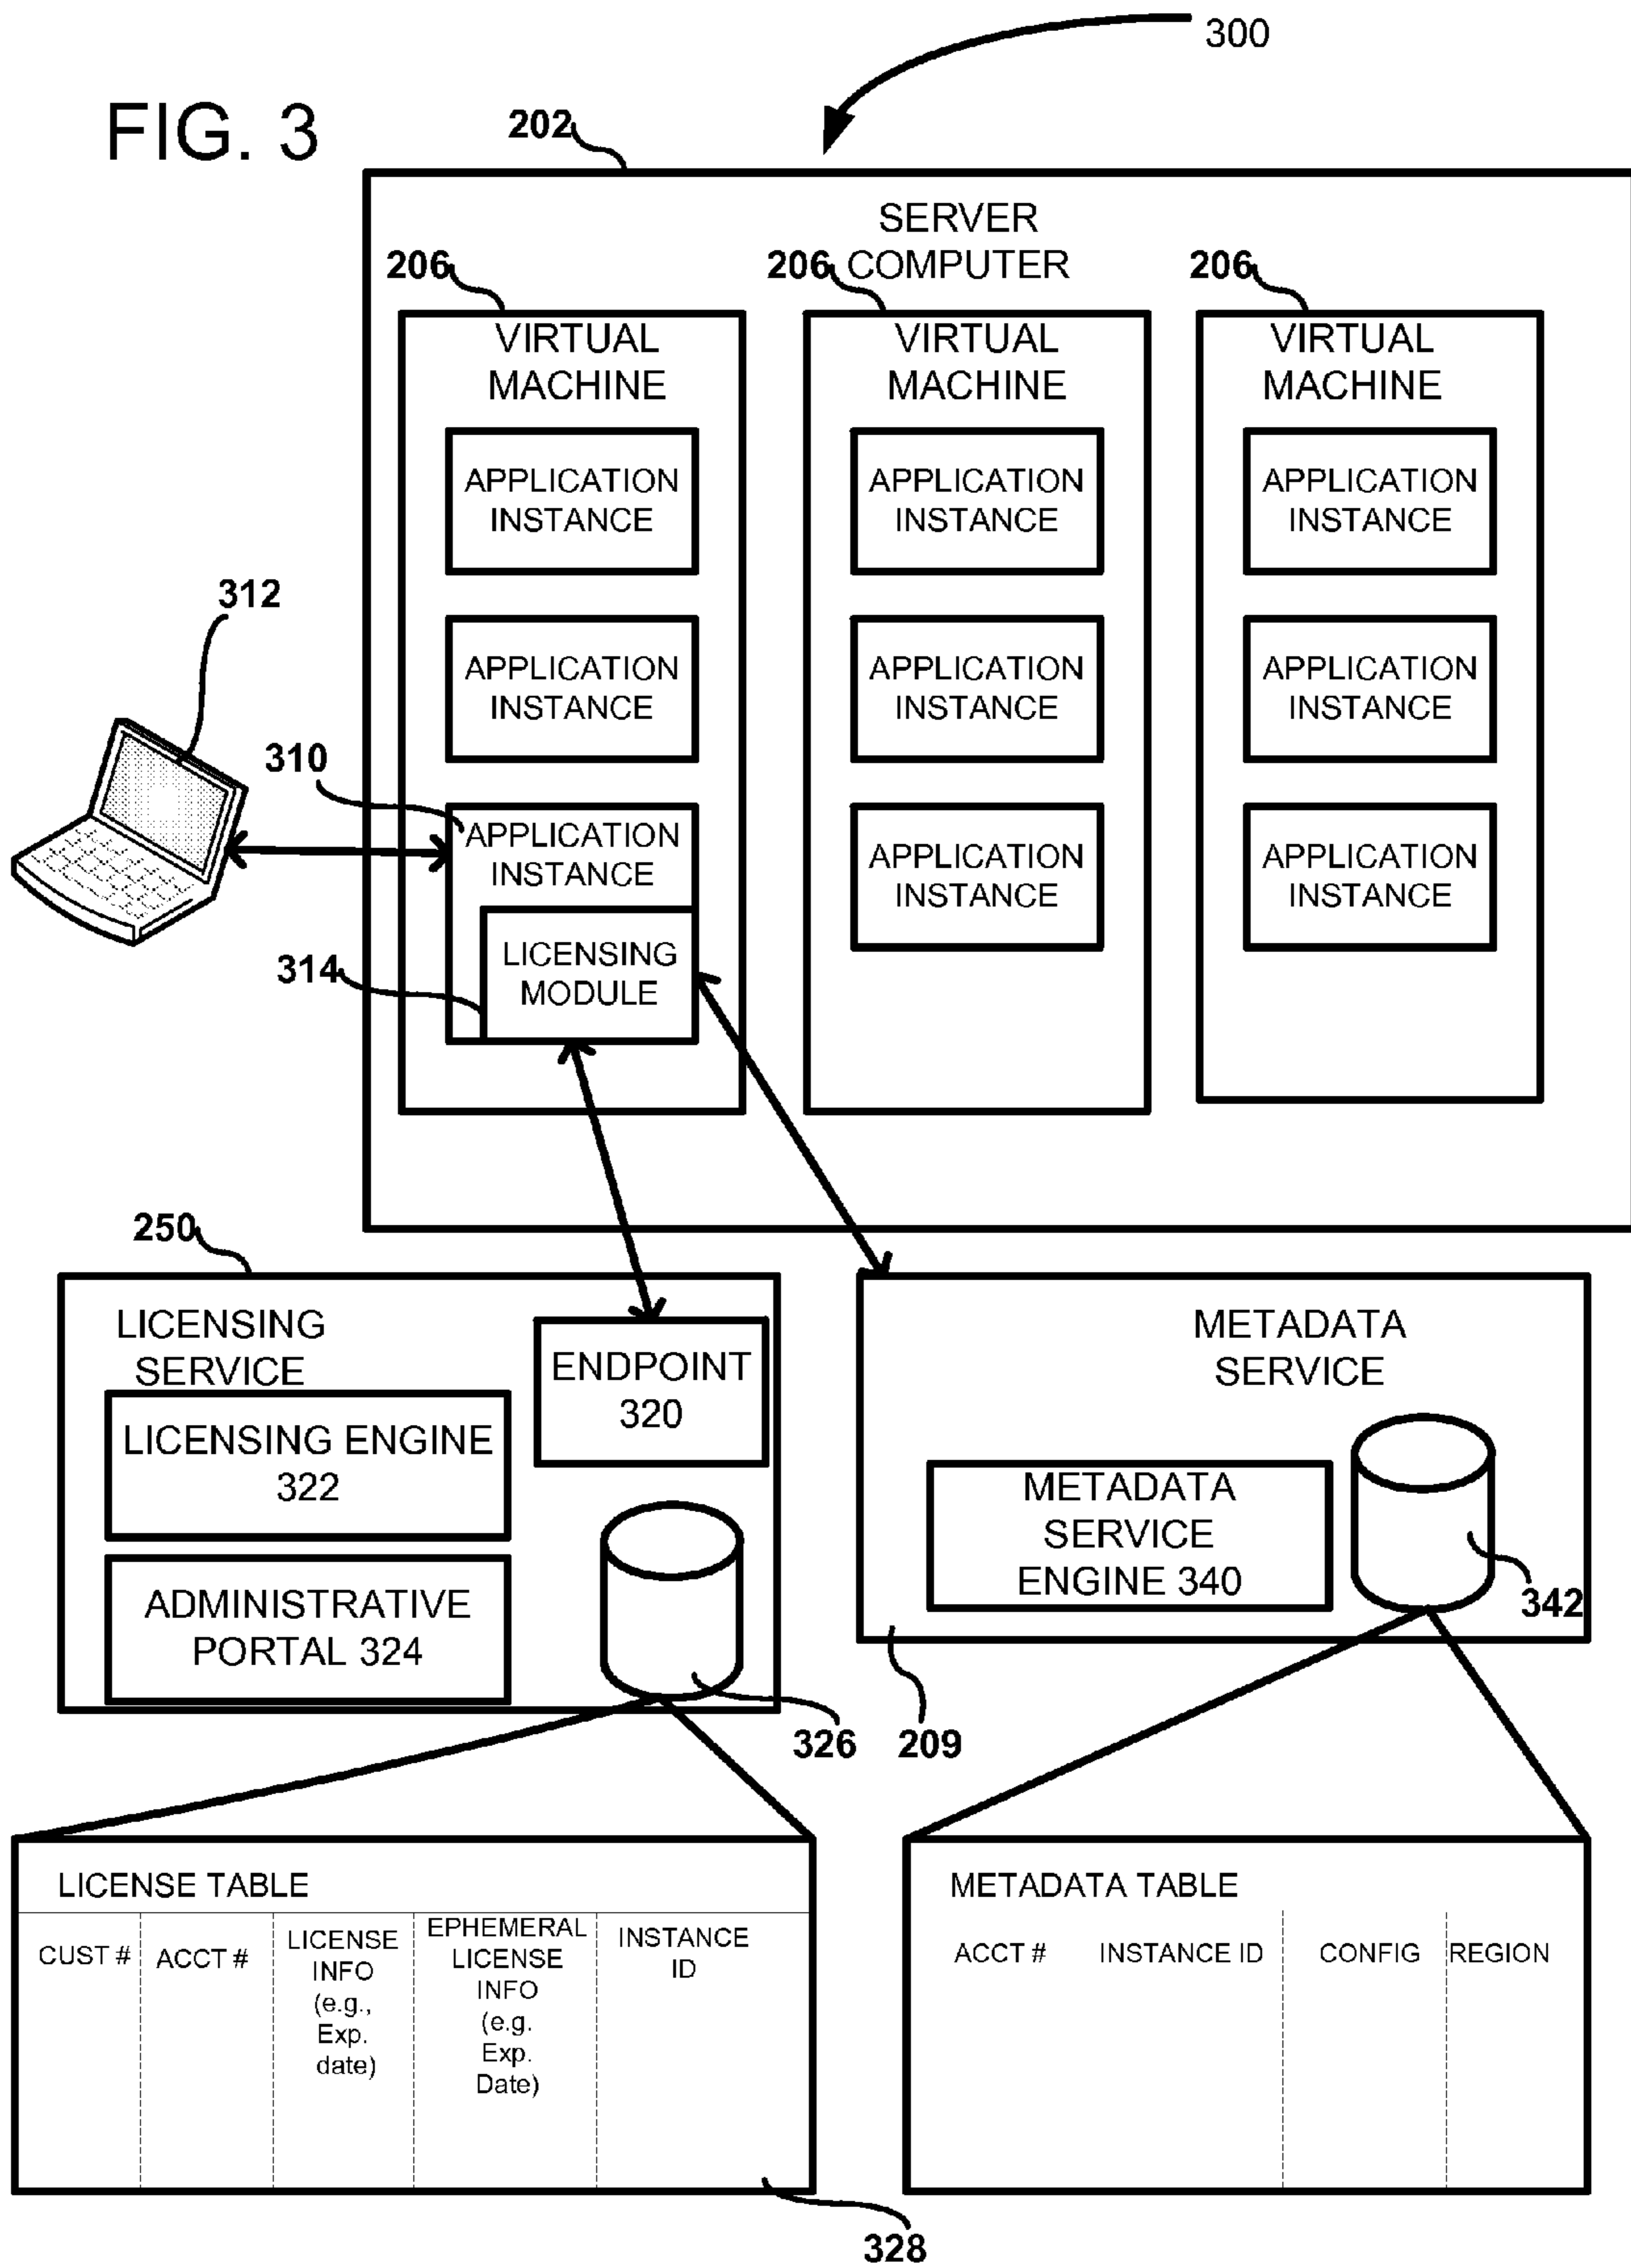 300
FIG. 3
202
SERVER
COMPUTER
206
206
206
VIRTUAL
MACHINE
VIRTUAL
MACHINE
VIRTUAL
MACHINE
APPLICATION
INSTANCE
APPLICATION
INSTANCE
APPLICATION
INSTANCE
312
APPLICATION
INSTANCE
APPLICATION
INSTANCE
APPLICATION
INSTANCE
310
APPLICATION
INSTANCE
APPLICATION
INSTANCE
APPLICATION
INSTANCE
314
LICENSING
MODULE
250
LICENSING
SERVICE
ENDPOINT
320
LICENSING ENGINE
322
ADMINISTRATIVE
PORTAL 324
326
METADATA
SERVICE
METADATA
SERVICE
ENGINE 340
342
209
LICENSE TABLE
CUST #
ACCT #
LICENSE
INFO
(e.g.,
Exp.
date)
EPHEMERAL
LICENSE
INFO
(e.g.
Exp.
Date)
INSTANCE
ID
328
METADATA TABLE
ACCT #
INSTANCE ID
CONFIG
REGION